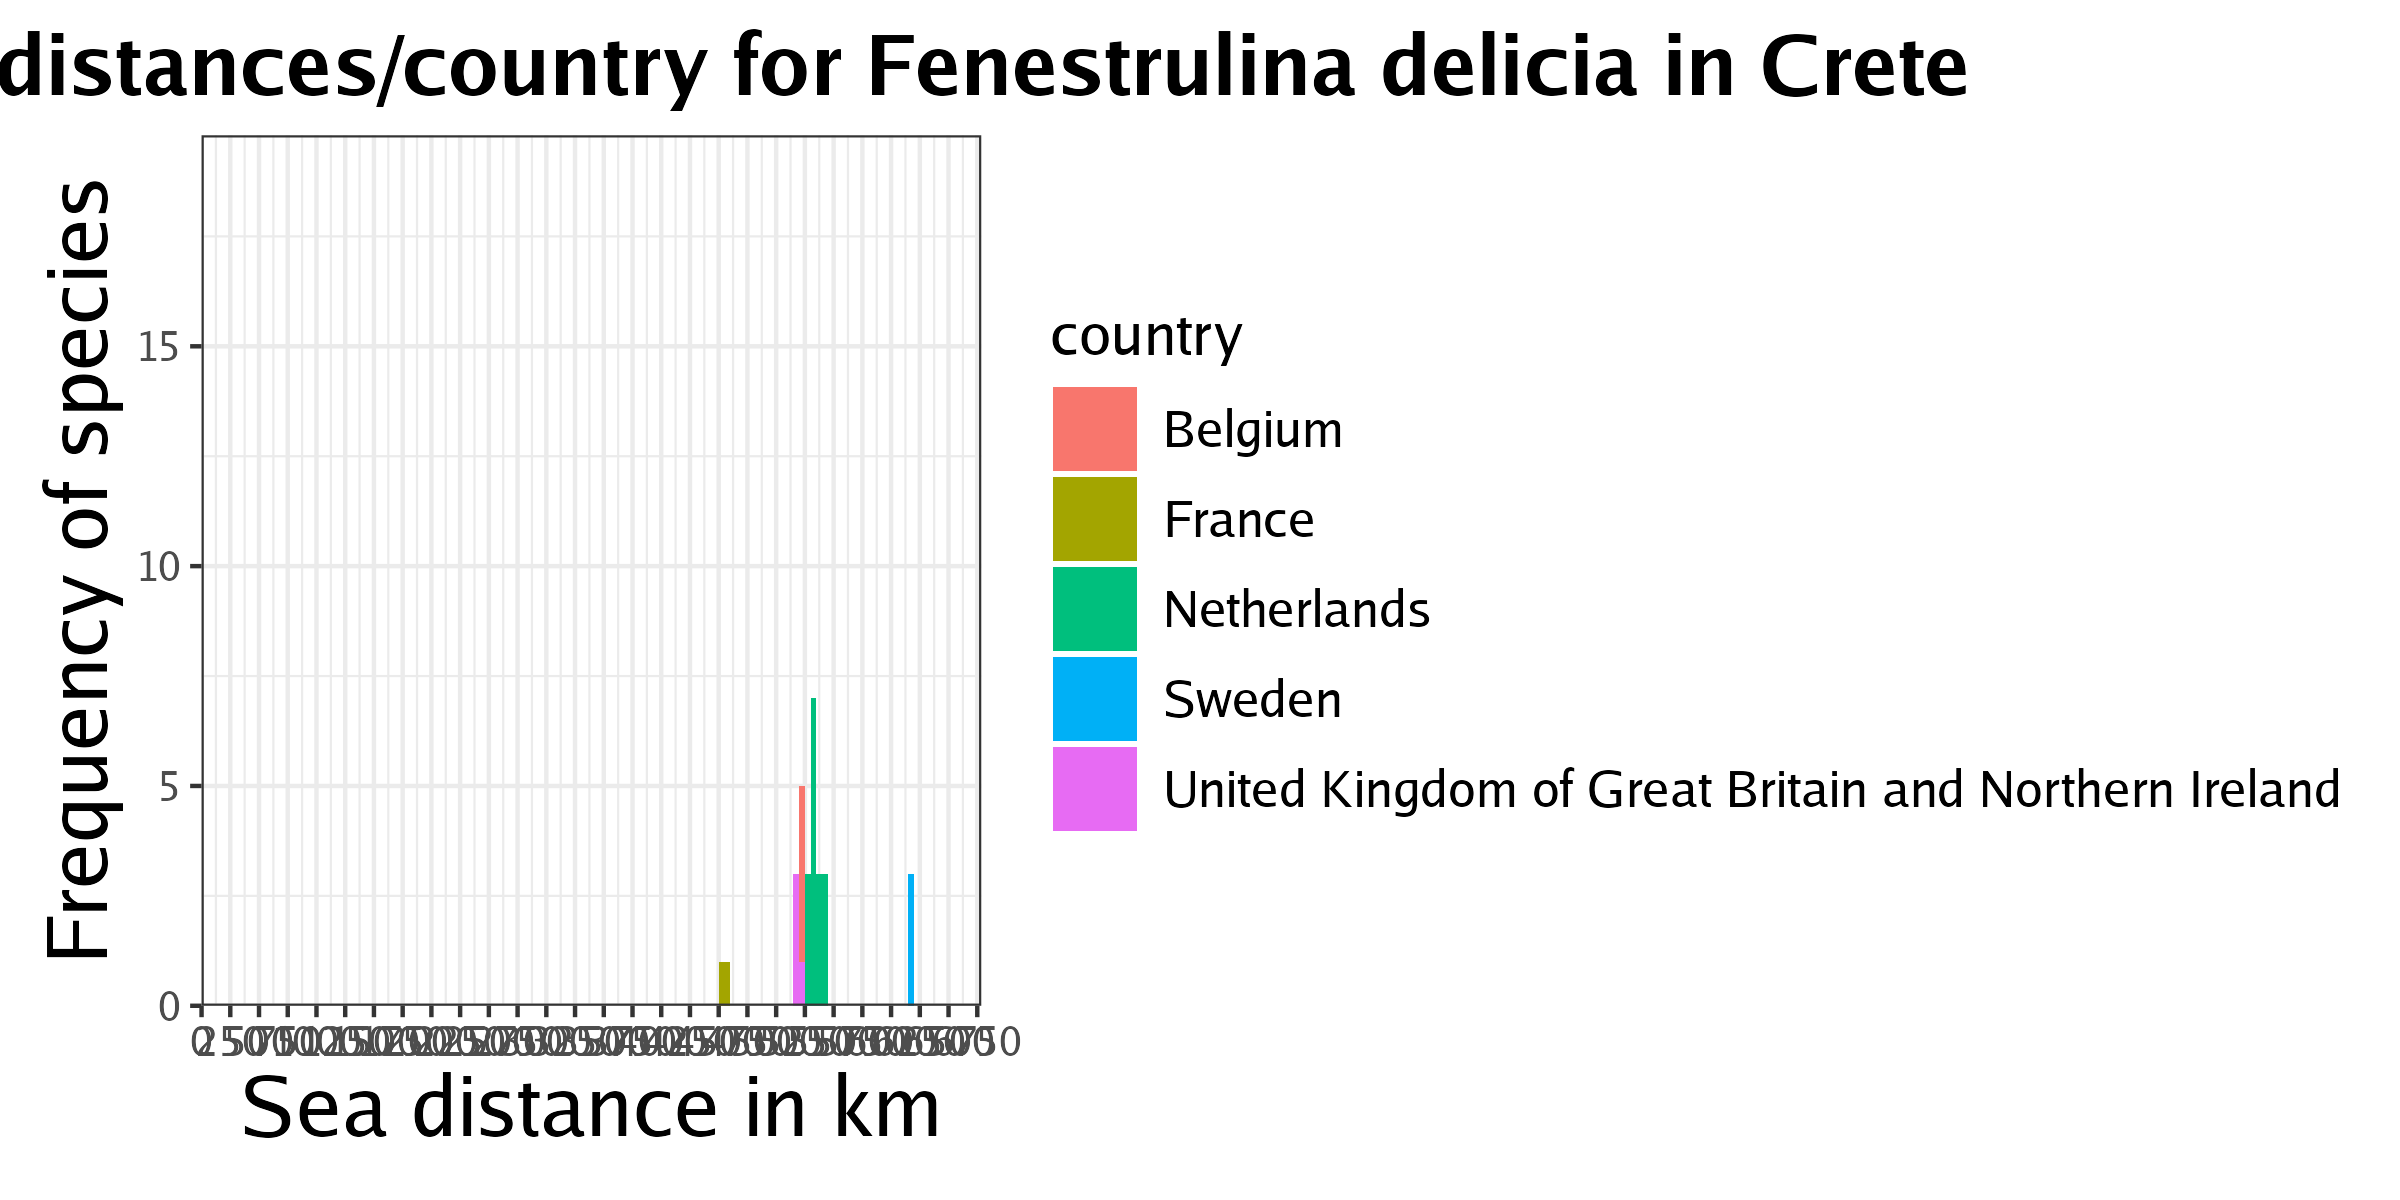 distances/country for Fenestrulina delicia in Crete
Frequency of species
15
10
5
0
Sea distance in km
country
Belgium
France
Netherlands
Sweden
United Kingdom of Great Britain and Northern Ireland